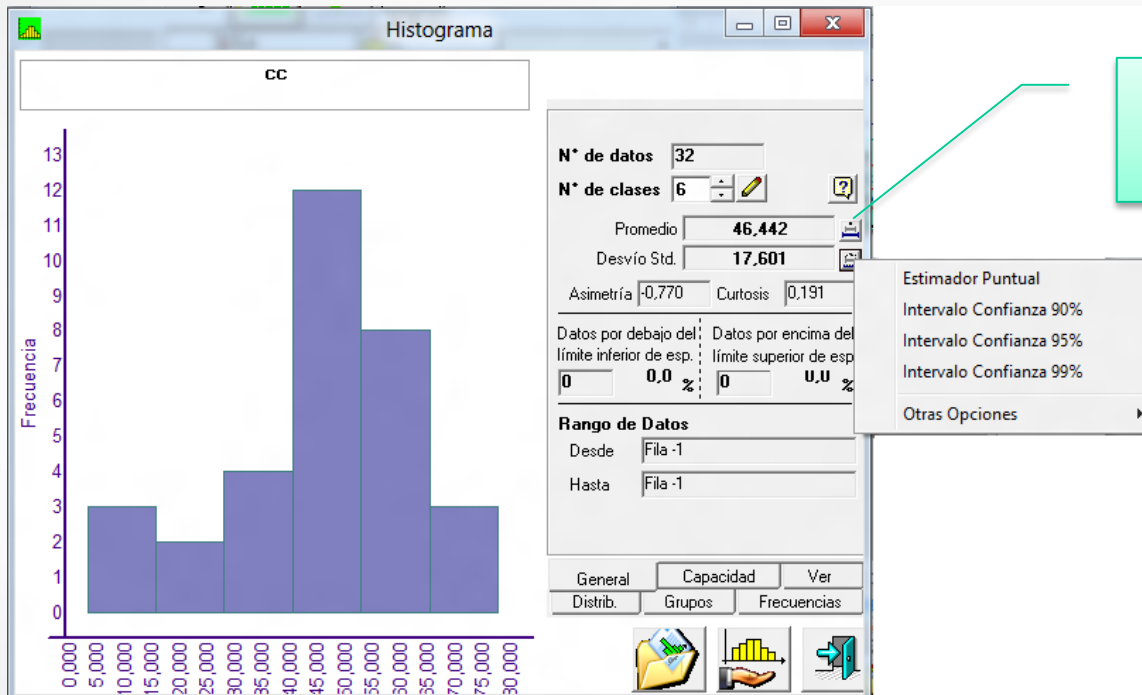 Histograma
CC
13
12
11
10
9
8
7
6
5
4
3
2
1
0
Frecuencia
0,000
5,000
10,000
15,000
20,000
25,000
30,000
35,000
40,000
45,000
50,000
55,000
60,000
65,000
70,000
75,000
80,000
N° de datos 32
N° de clases 6
Promedio 46,442
Desvío Std. 17,601
Asimetría -0,770 Curtosis 0,191
Datos por debajo del
límite inferior de esp.
0 0,0 %
Datos por encima del
límite superior de esp
0 0,0 %
Rango de Datos
Desde Fila -1
Hasta Fila -1
General Capacidad Ver
Distrib. Grupos Frecuencias
Estimador Puntual
Intervalo Confianza 90%
Intervalo Confianza 95%
Intervalo Confianza 99%
Otras Opciones